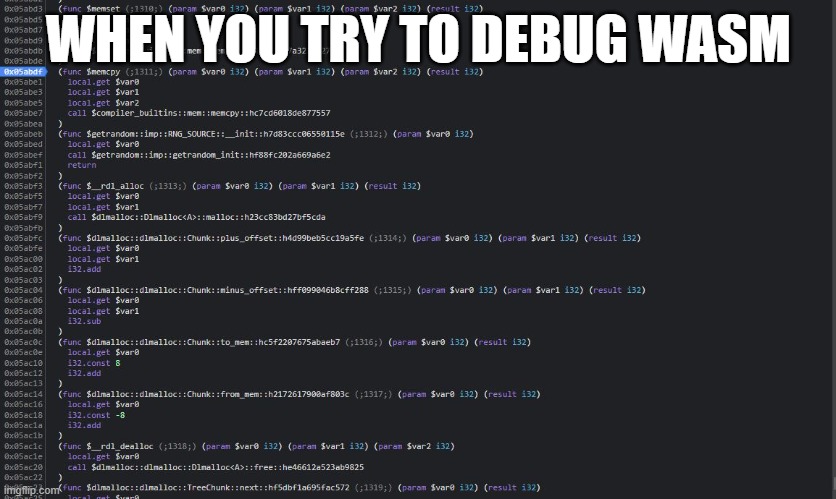 0x05abd3 (func $memset (;1310;) (param $var0 i32) (param $var1 i32) (param $var2 i32) (result i32)
WHEN YOU TRY TO DEBUG WASM
0x05abd5
0x05abd7
0x05abd9
0x05abdb
0x05abde
0x05abdf (func $memcpy (;1311;) (param $var0 i32) (param $var1 i32) (param $var2 i32) (result i32)
0x05abe1 local.get $var0
0x05abe3 local.get $var1
0x05abe5 local.get $var2
0x05abe7 call $compiler_builtins::mem::memcpy::hc7cd6018de877557
0x05abea )
0x05abeb (func $getrandom::imp::RNG_SOURCE::__init::h7d83ccc06550115e (;1312;) (param $var0 i32)
0x05abed local.get $var0
0x05abef call $getrandom::imp::getrandom_init::hf88fc202a669a6e2
0x05abf1 return
0x05abf2 )
0x05abf3 (func $__rdl_alloc (;1313;) (param $var0 i32) (param $var1 i32) (result i32)
0x05abf5 local.get $var0
0x05abf7 local.get $var1
0x05abf9 call $dlmalloc::Dlmalloc<A>::malloc::h23cc83bd27bf5cda
0x05abfb )
0x05abfc (func $dlmalloc::dlmalloc::Chunk::plus_offset::h4d99beb5cc19a5fe (;1314;) (param $var0 i32) (param $var1 i32) (result i32)
0x05abfe local.get $var0
0x05ac00 local.get $var1
0x05ac02 i32.add
0x05ac03 )
0x05ac04 (func $dlmalloc::dlmalloc::Chunk::minus_offset::hff099046b8cff288 (;1315;) (param $var0 i32) (param $var1 i32) (result i32)
0x05ac06 local.get $var0
0x05ac08 local.get $var1
0x05ac0a i32.sub
0x05ac0b )
0x05ac0c (func $dlmalloc::dlmalloc::Chunk::to_mem::hc5f2207675abaeb7 (;1316;) (param $var0 i32) (result i32)
0x05ac0e local.get $var0
0x05ac10 i32.const 8
0x05ac12 i32.add
0x05ac13 )
0x05ac14 (func $dlmalloc::dlmalloc::Chunk::from_mem::h2172617900af803c (;1317;) (param $var0 i32) (result i32)
0x05ac16 local.get $var0
0x05ac18 i32.const -8
0x05ac1a i32.add
0x05ac1b )
0x05ac1c (func $__rdl_dealloc (;1318;) (param $var0 i32) (param $var1 i32) (param $var2 i32)
0x05ac1e local.get $var0
0x05ac20 call $dlmalloc::dlmalloc::Dlmalloc<A>::free::he46612a523ab9825
0x05ac22 )
0x05ac23 (func $dlmalloc::dlmalloc::TreeChunk::next::hf5dbf1a695fac572 (;1319;) (param $var0 i32) (result i32)
imgflip.com
local.get $var0